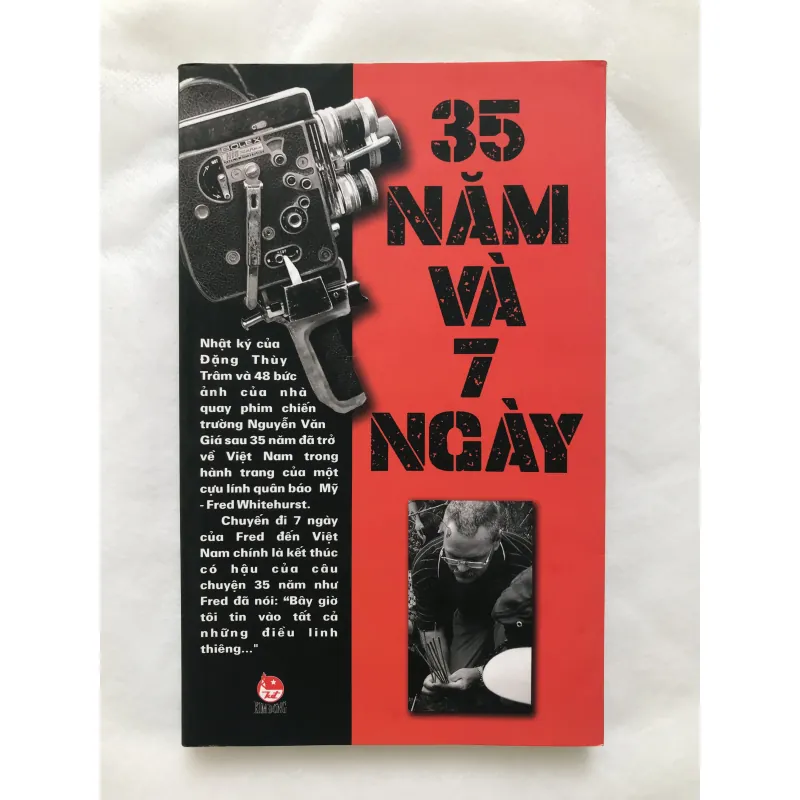 35
NĂM
VÀ
7
NGÀY
BOLEX
Nhật ký của
Đặng Thùy
Trâm và 48 bức
ảnh của nhà
quay phim chiến
trường Nguyễn Văn
Giá sau 35 năm đã trở
về Việt Nam trong
hành trang của một
cựu lính quân báo Mỹ
- Fred Whitehurst.
Chuyến đi 7 ngày
của Fred đến Việt
Nam chính là kết thúc
có hậu của câu
chuyện 35 năm như
Fred đã nói: “Bây giờ
tôi tin vào tất cả
những điều linh
thiêng..."
KIM ĐỒNG